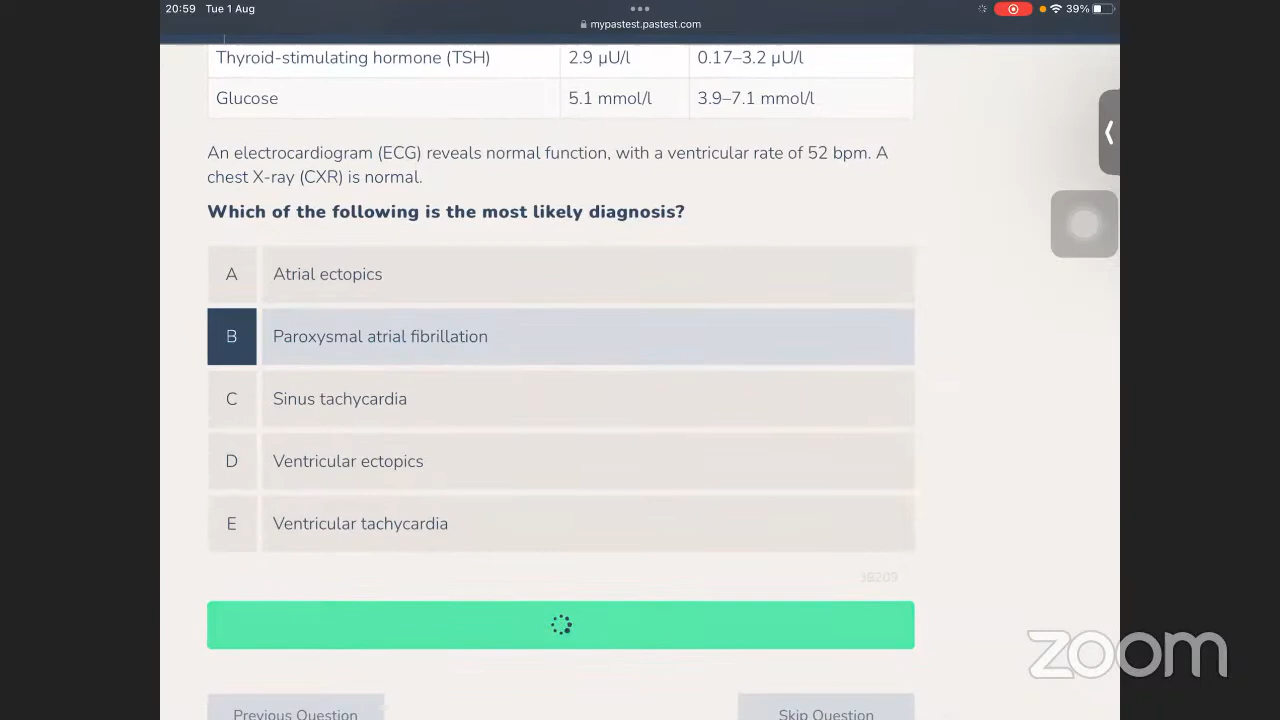 20:59 Tue 1 Aug
39%
mypastest.pastest.com
Thyroid-stimulating hormone (TSH) 2.9 µU/l 0.17–3.2 µU/l
Glucose 5.1 mmol/l 3.9–7.1 mmol/l
An electrocardiogram (ECG) reveals normal function, with a ventricular rate of 52 bpm. A
chest X-ray (CXR) is normal.
Which of the following is the most likely diagnosis?
A Atrial ectopics
B Paroxysmal atrial fibrillation
C Sinus tachycardia
D Ventricular ectopics
E Ventricular tachycardia
38209
Previous Question Skip Question
zoom